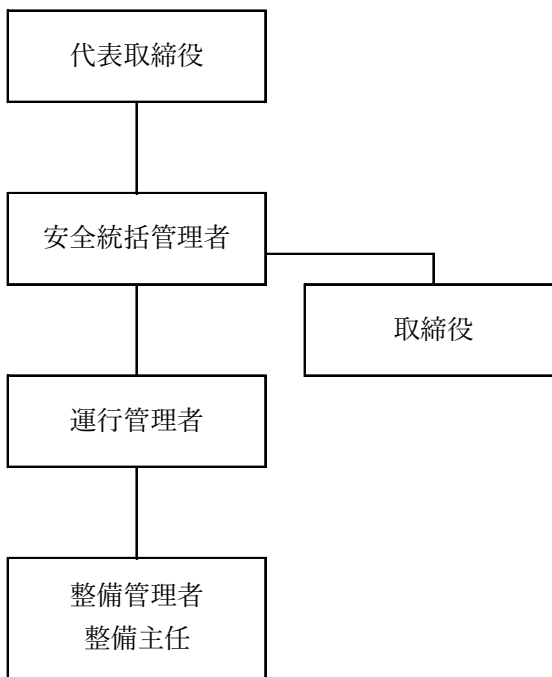 代表取締役
安全統括管理者
取締役
運行管理者
整備管理者
整備主任